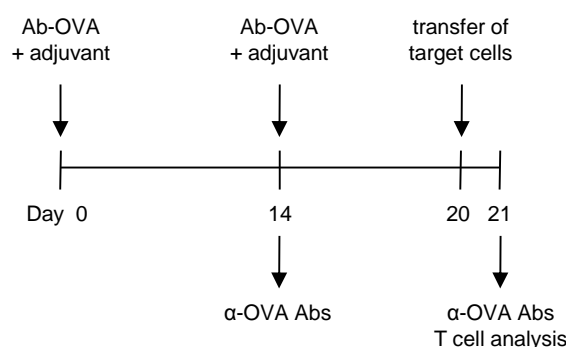 Ab-OVA
+ adjuvant
Ab-OVA
+ adjuvant
transfer of
target cells
Day 0
14
20
21
α-OVA Abs
α-OVA Abs
T cell analysis